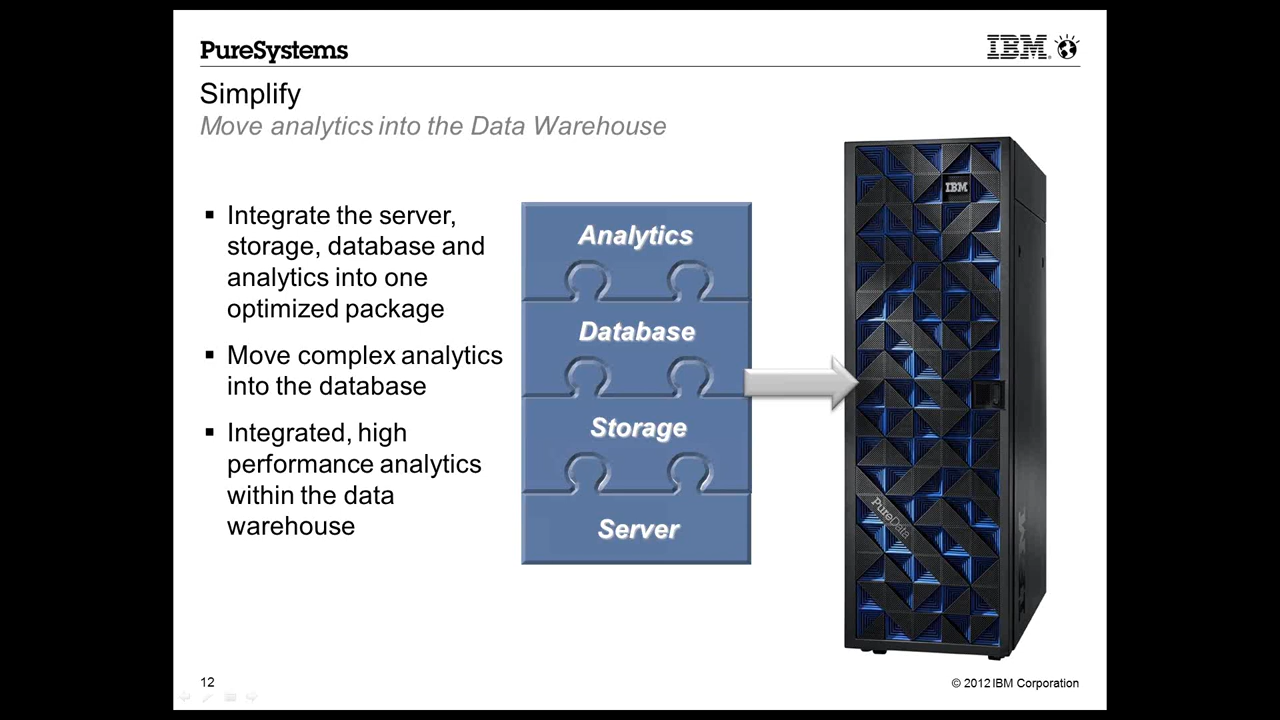 PureSystems
IBM
Simplify
Move analytics into the Data Warehouse
▪ Integrate the server,
storage, database and
analytics into one
optimized package
▪ Move complex analytics
into the database
▪ Integrated, high
performance analytics
within the data
warehouse
Analytics
Database
Storage
Server
IBM
PureData
IBM
12
© 2012 IBM Corporation